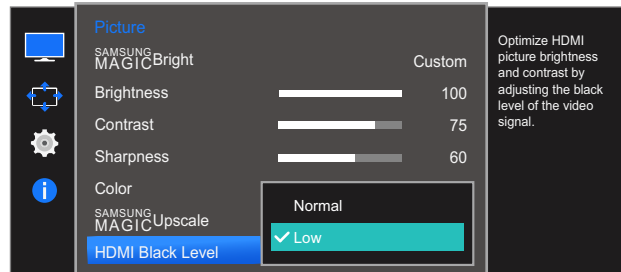 Picture
SAMSUNG
MAGICBright Custom
Brightness 100
Contrast 75
Sharpness 60
Color
SAMSUNG
MAGICUpscale
HDMI Black Level
Normal
Low
Optimize HDMI
picture brightness
and contrast by
adjusting the black
level of the video
signal.